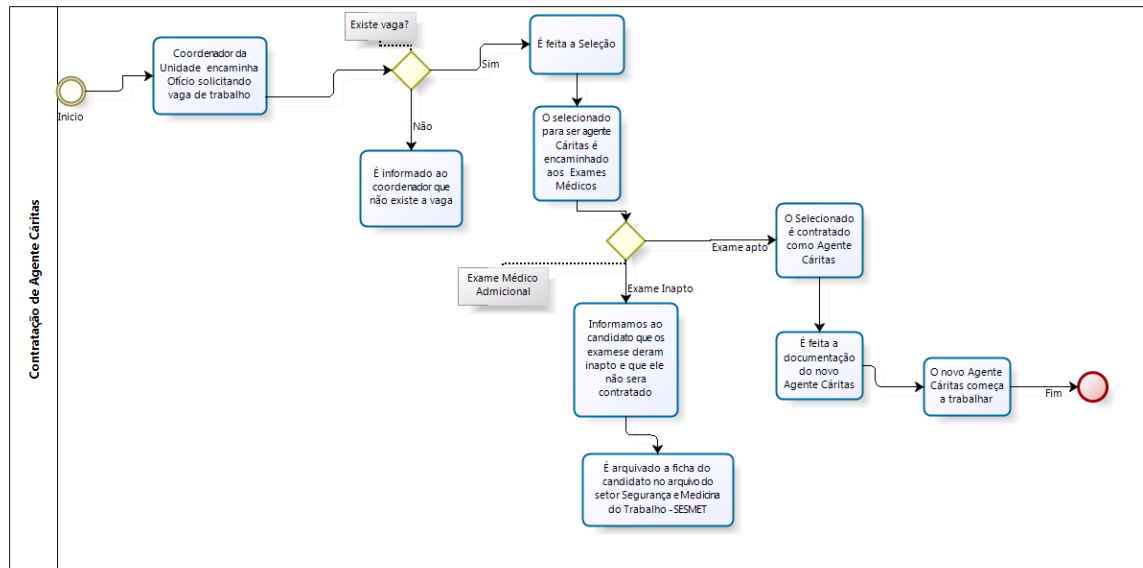 Contratação de Agente Cáritas
Inicio
Coordenador da
Unidade encaminha
Ofício solicitando
vaga de trabalho
Existe vaga?
Sim
Não
É informado ao
coordenador que
não existe a vaga
É feita a Seleção
O selecionado
para ser agente
Cáritas é
encaminhado
aos Exames
Médicos
Exame Médico
Admicional
Exame apto
Exame Inapto
Informamos ao
candidato que os
examese deram
inapto e que ele
não sera
contratado
É arquivado a ficha do
candidato no arquivo do
setor Segurança e Medicina
do Trabalho -SESMET
O Selecionado
é contratado
como Agente
Cáritas
É feita a
documentação
do novo
Agente Cáritas
O novo Agente
Cáritas começa
a trabalhar
Fim